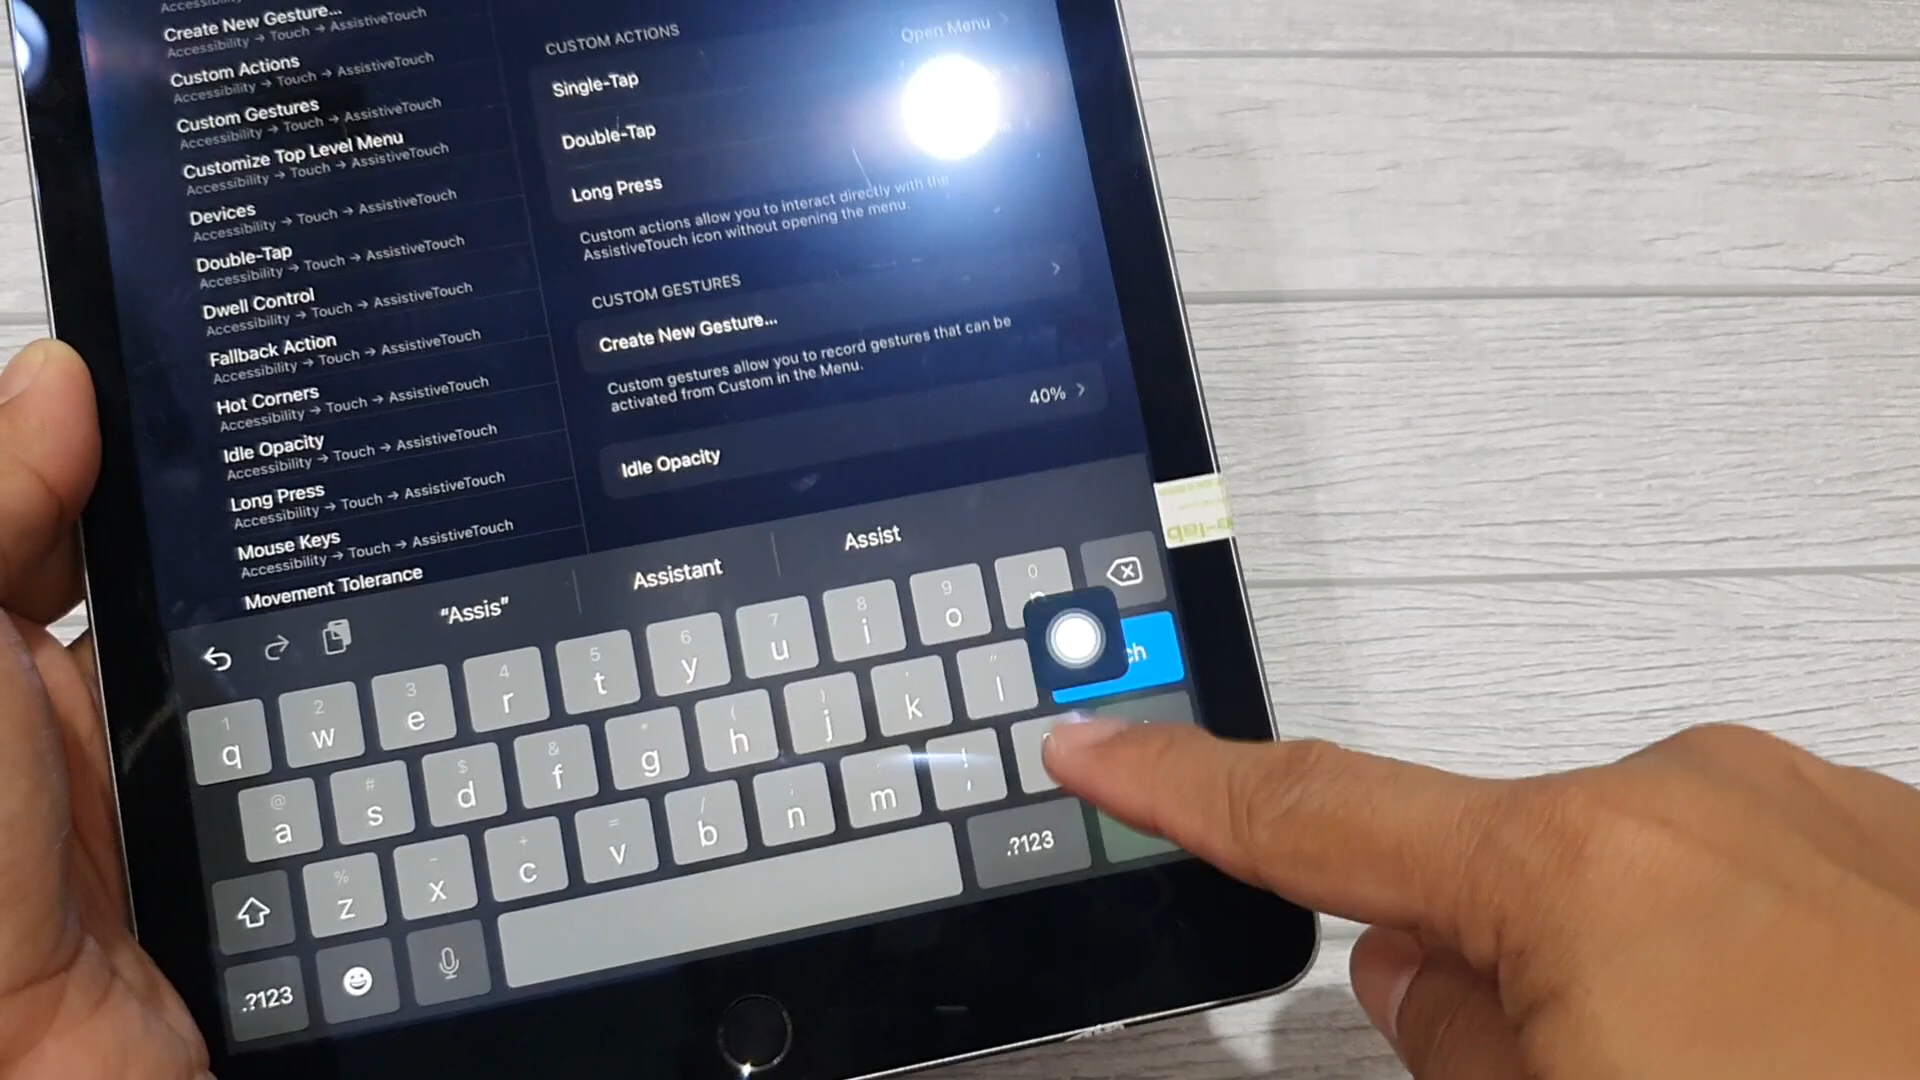 Create New Gesture...
Accessibility → Touch → AssistiveTouch
Custom Actions
Accessibility → Touch → AssistiveTouch
Custom Gestures
Accessibility → Touch → AssistiveTouch
Customize Top Level Menu
Accessibility → Touch → AssistiveTouch
Devices
Accessibility → Touch → AssistiveTouch
Double-Tap
Accessibility → Touch → AssistiveTouch
Dwell Control
Accessibility → Touch → AssistiveTouch
Fallback Action
Accessibility → Touch → AssistiveTouch
Hot Corners
Accessibility → Touch → AssistiveTouch
Idle Opacity
Accessibility → Touch → AssistiveTouch
Long Press
Accessibility → Touch → AssistiveTouch
Mouse Keys
Accessibility → Touch → AssistiveTouch
Movement Tolerance
CUSTOM ACTIONS
Single-Tap Open Menu
Double-Tap
Long Press
Custom actions allow you to interact directly with the
AssistiveTouch icon without opening the menu.
CUSTOM GESTURES
Create New Gesture...
Custom gestures allow you to record gestures that can be
activated from Custom in the Menu.
Idle Opacity 40%
"Assis" Assistant Assist
1 2 3 4 5 6 7 8 9 0
q w e r t y u i o
@ # $ & * ( ) ' "
a s d f g h j k l
% - + = / ; !
z x c v b n m ,
.?123 .?123